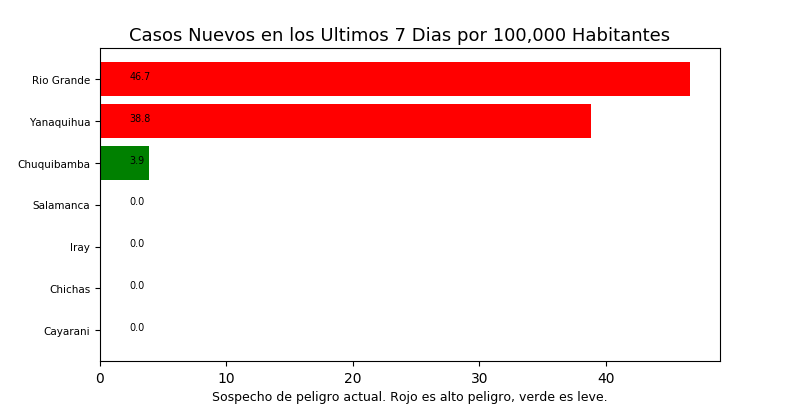 Casos Nuevos en los Ultimos 7 Dias por 100,000 Habitantes
Rio Grande 46.7
Yanaquihua 38.8
Chuquibamba 3.9
Salamanca 0.0
Iray 0.0
Chichas 0.0
Cayarani 0.0
0 10 20 30 40
Sospecho de peligro actual. Rojo es alto peligro, verde es leve.